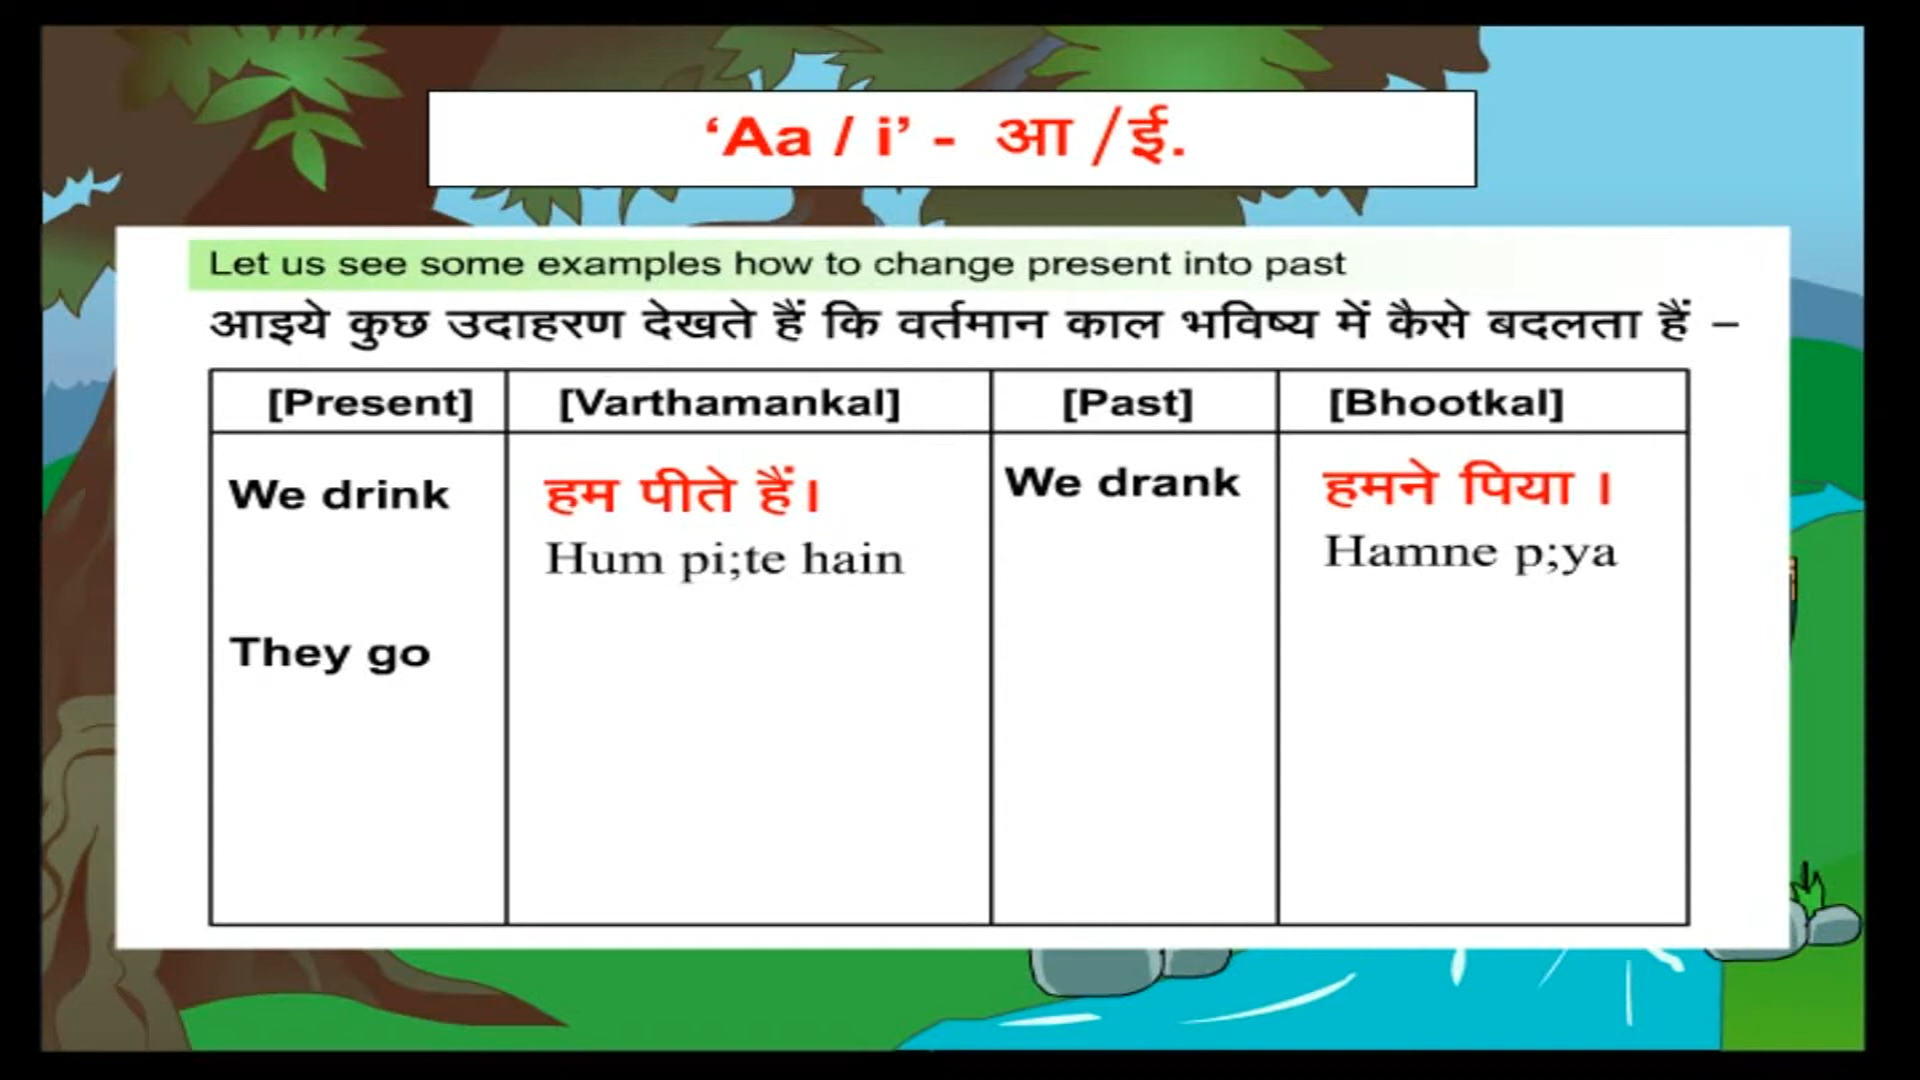 ‘Aa / i’ - आ /ई.
Let us see some examples how to change present into past
आइये कुछ उदाहरण देखते हैं कि वर्तमान काल भविष्य में कैसे बदलता हैं –
[Present] [Varthamankal] [Past] [Bhootkal]
We drink हम पीते हैं। We drank हमने पिया ।
Hum pi;te hain Hamne p;ya
They go